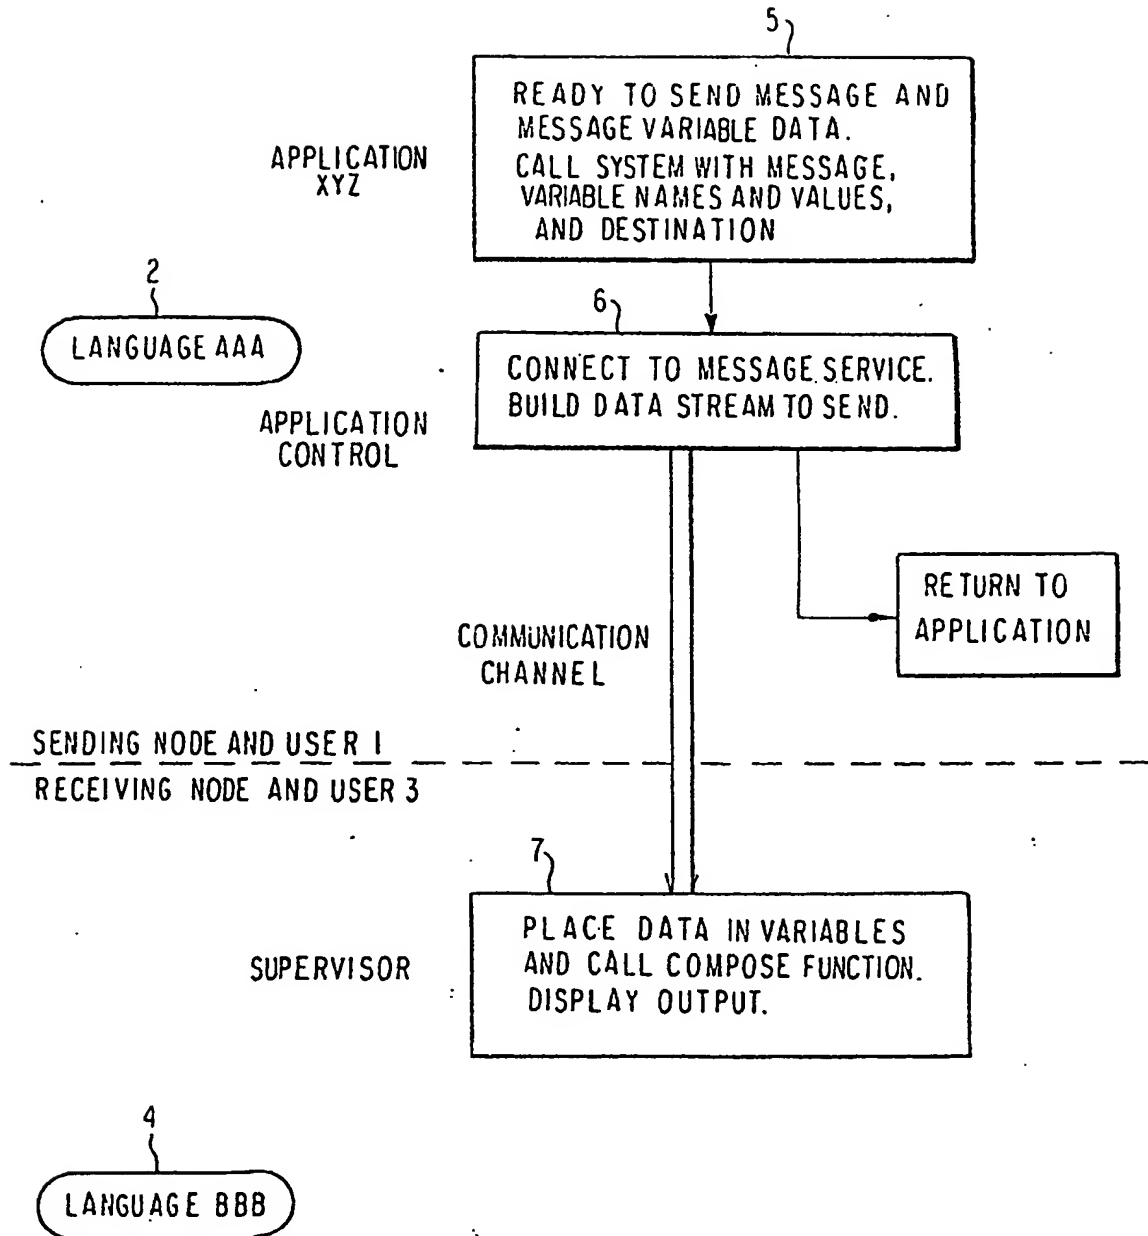 5
READY TO SEND MESSAGE AND
MESSAGE VARIABLE DATA.
CALL SYSTEM WITH MESSAGE,
VARIABLE NAMES AND VALUES,
AND DESTINATION
APPLICATION
XYZ
2
LANGUAGE AAA
6
CONNECT TO MESSAGE SERVICE.
BUILD DATA STREAM TO SEND.
APPLICATION
CONTROL
RETURN TO
APPLICATION
COMMUNICATION
CHANNEL
SENDING NODE AND USER 1
RECEIVING NODE AND USER 3
7
PLACE DATA IN VARIABLES
AND CALL COMPOSE FUNCTION.
DISPLAY OUTPUT.
SUPERVISOR
4
LANGUAGE BBB